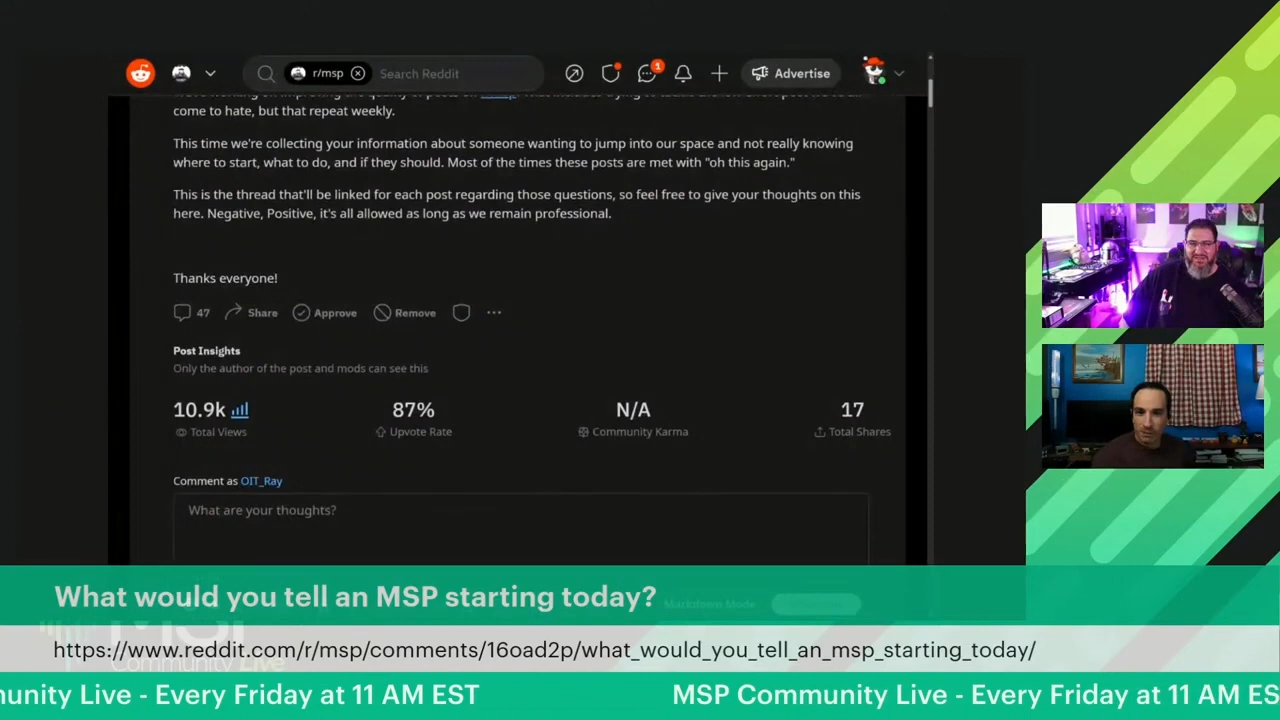 r/msp
Search Reddit
1
Advertise
come to hate, but that repeat weekly.
This time we're collecting your information about someone wanting to jump into our space and not really knowing
where to start, what to do, and if they should. Most of the times these posts are met with "oh this again."
This is the thread that'll be linked for each post regarding those questions, so feel free to give your thoughts on this
here. Negative, Positive, it's all allowed as long as we remain professional.
Thanks everyone!
47
Share
Approve
Remove
Post Insights
Only the author of the post and mods can see this
10.9k
87%
N/A
17
Total Views
Upvote Rate
Community Karma
Total Shares
Comment as OIT_Ray
What are your thoughts?
What would you tell an MSP starting today?
Markdown Mode
https://www.reddit.com/r/msp/comments/16oad2p/what_would_you_tell_an_msp_starting_today/
Community Live
munity Live - Every Friday at 11 AM EST
MSP Community Live - Every Friday at 11 AM ES